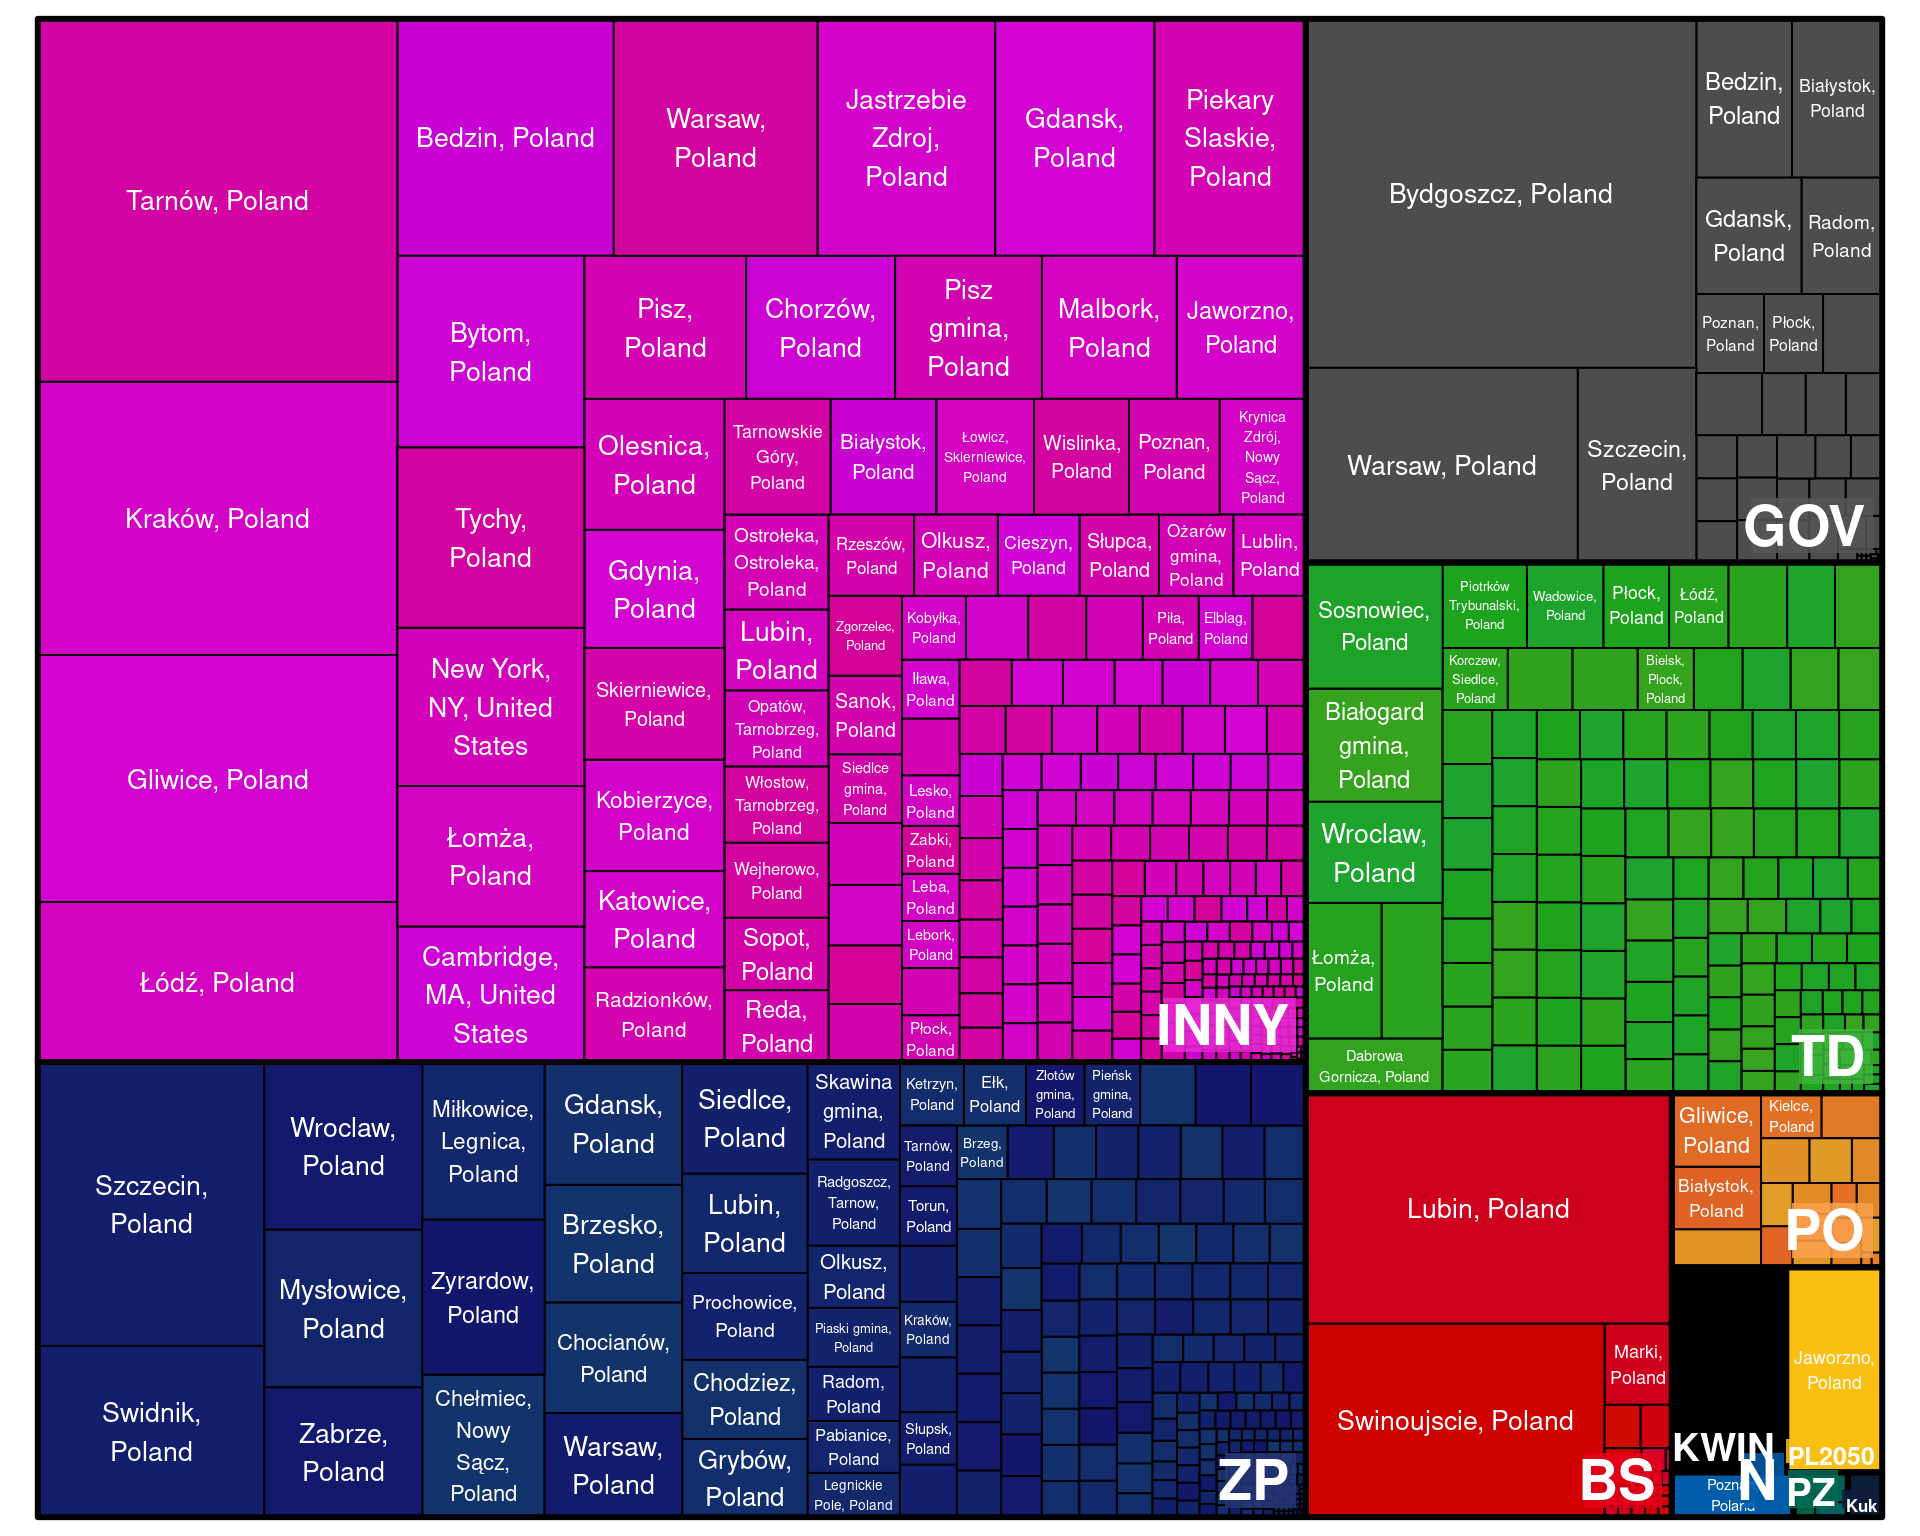 Tarnów, Poland
Kraków, Poland
Gliwice, Poland
Łódź, Poland
Bedzin, Poland
Warsaw,
Poland
Jastrzebie
Zdroj,
Poland
Gdansk,
Poland
Piekary
Slaskie,
Poland
Bytom,
Poland
Tychy,
Poland
New York,
NY, United
States
Łomża,
Poland
Cambridge,
MA, United
States
Pisz,
Poland
Chorzów,
Poland
Pisz
gmina,
Poland
Malbork,
Poland
Jaworzno,
Poland
Olesnica,
Poland
Gdynia,
Poland
Skierniewice,
Poland
Kobierzyce,
Poland
Katowice,
Poland
Radzionków,
Poland
Tarnowskie
Góry,
Poland
Białystok,
Poland
Łowicz,
Skierniewice,
Poland
Wislinka,
Poland
Poznan,
Poland
Krynica
Zdrój,
Nowy
Sącz,
Poland
Ostrołeka,
Ostroleka,
Poland
Lubin,
Poland
Opatów,
Tarnobrzeg,
Poland
Włostow,
Tarnobrzeg,
Poland
Wejherowo,
Poland
Sopot,
Poland
Reda,
Poland
Rzeszów,
Poland
Olkusz,
Poland
Cieszyn,
Poland
Słupca,
Poland
Ożarów
gmina,
Poland
Lublin,
Poland
Zgorzelec,
Poland
Sanok,
Poland
Siedlce
gmina,
Poland
Kobyłka,
Poland
Piła,
Poland
Elblag,
Poland
Iława,
Poland
Lesko,
Poland
Zabki,
Poland
Leba,
Poland
Lebork,
Poland
Płock,
Poland
INNY
Bydgoszcz, Poland
Warsaw, Poland
Szczecin,
Poland
Bedzin,
Poland
Białystok,
Poland
Gdansk,
Poland
Radom,
Poland
Poznan,
Poland
Płock,
Poland
GOV
Sosnowiec,
Poland
Białogard
gmina,
Poland
Wroclaw,
Poland
Łomża,
Poland
Dabrowa
Gornicza, Poland
Piotrków
Trybunalski,
Poland
Wadowice,
Poland
Płock,
Poland
Łódź,
Poland
Korczew,
Siedlce,
Poland
Bielsk,
Plock,
Poland
TD
Szczecin,
Poland
Swidnik,
Poland
Wroclaw,
Poland
Mysłowice,
Poland
Zabrze,
Poland
Miłkowice,
Legnica,
Poland
Zyrardow,
Poland
Chełmiec,
Nowy
Sącz,
Poland
Gdansk,
Poland
Brzesko,
Poland
Chocianów,
Poland
Warsaw,
Poland
Siedlce,
Poland
Lubin,
Poland
Prochowice,
Poland
Chodziez,
Poland
Grybów,
Poland
Skawina
gmina,
Poland
Radgoszcz,
Tarnow,
Poland
Olkusz,
Poland
Piaski gmina,
Poland
Radom,
Poland
Pabianice,
Poland
Legnickie
Pole, Poland
Ketrzyn,
Poland
Ełk,
Poland
Złotów
gmina,
Poland
Pieńsk
gmina,
Poland
Tarnów,
Poland
Brzeg,
Poland
Torun,
Poland
Kraków,
Poland
Słupsk,
Poland
ZP
Lubin, Poland
Swinoujscie, Poland
Marki,
Poland
BS
Gliwice,
Poland
Białystok,
Poland
Kielce,
Poland
PO
KWIN
Jaworzno,
Poland
PL2050
Poland
N
PZ
Kuk